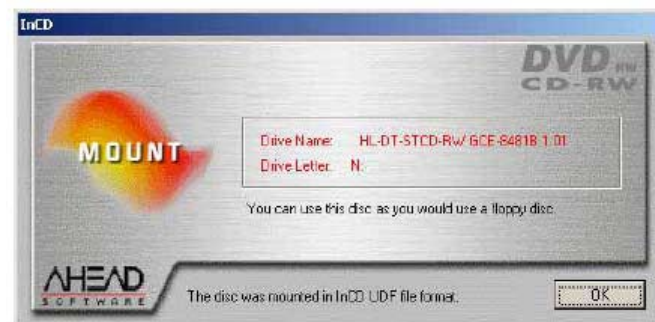 InCD
DVD RW
CD-RW
MOUNT
Drive Name: HL-DT-STCD-RW/ GCE-8481B 1.01
Drive Letter: N:
You can use this disc as you would use a floppy disc.
AHEAD
SOFTWARE
The disc was mounted in InCD UDF file format.
OK